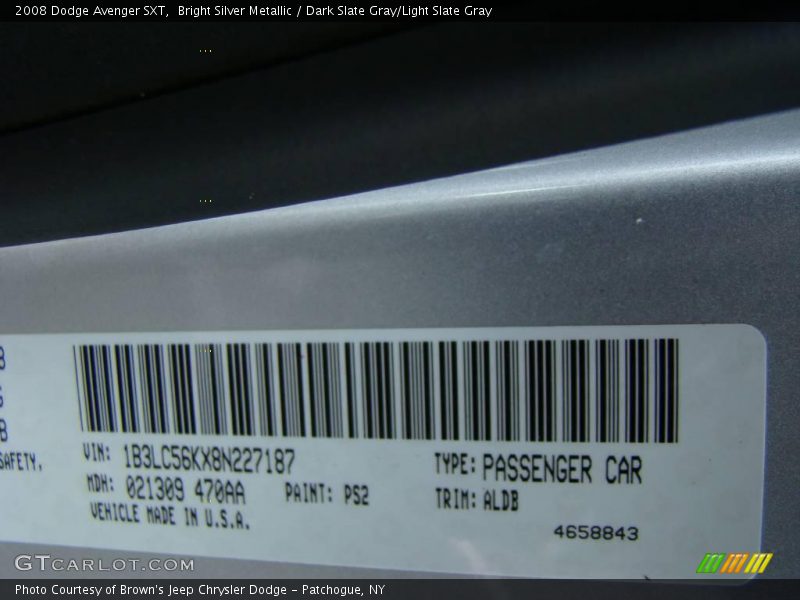 2008 Dodge Avenger SXT,  Bright Silver Metallic / Dark Slate Gray/Light Slate Gray
B
SAFETY,
VIN: 1B3LC56KX8N227187
MDH: 021309 470AA
PAINT: PS2
VEHICLE MADE IN U.S.A.
TYPE: PASSENGER CAR
TRIM: ALDB
4658843
GTCARLOT.COM
Photo Courtesy of Brown's Jeep Chrysler Dodge - Patchogue, NY